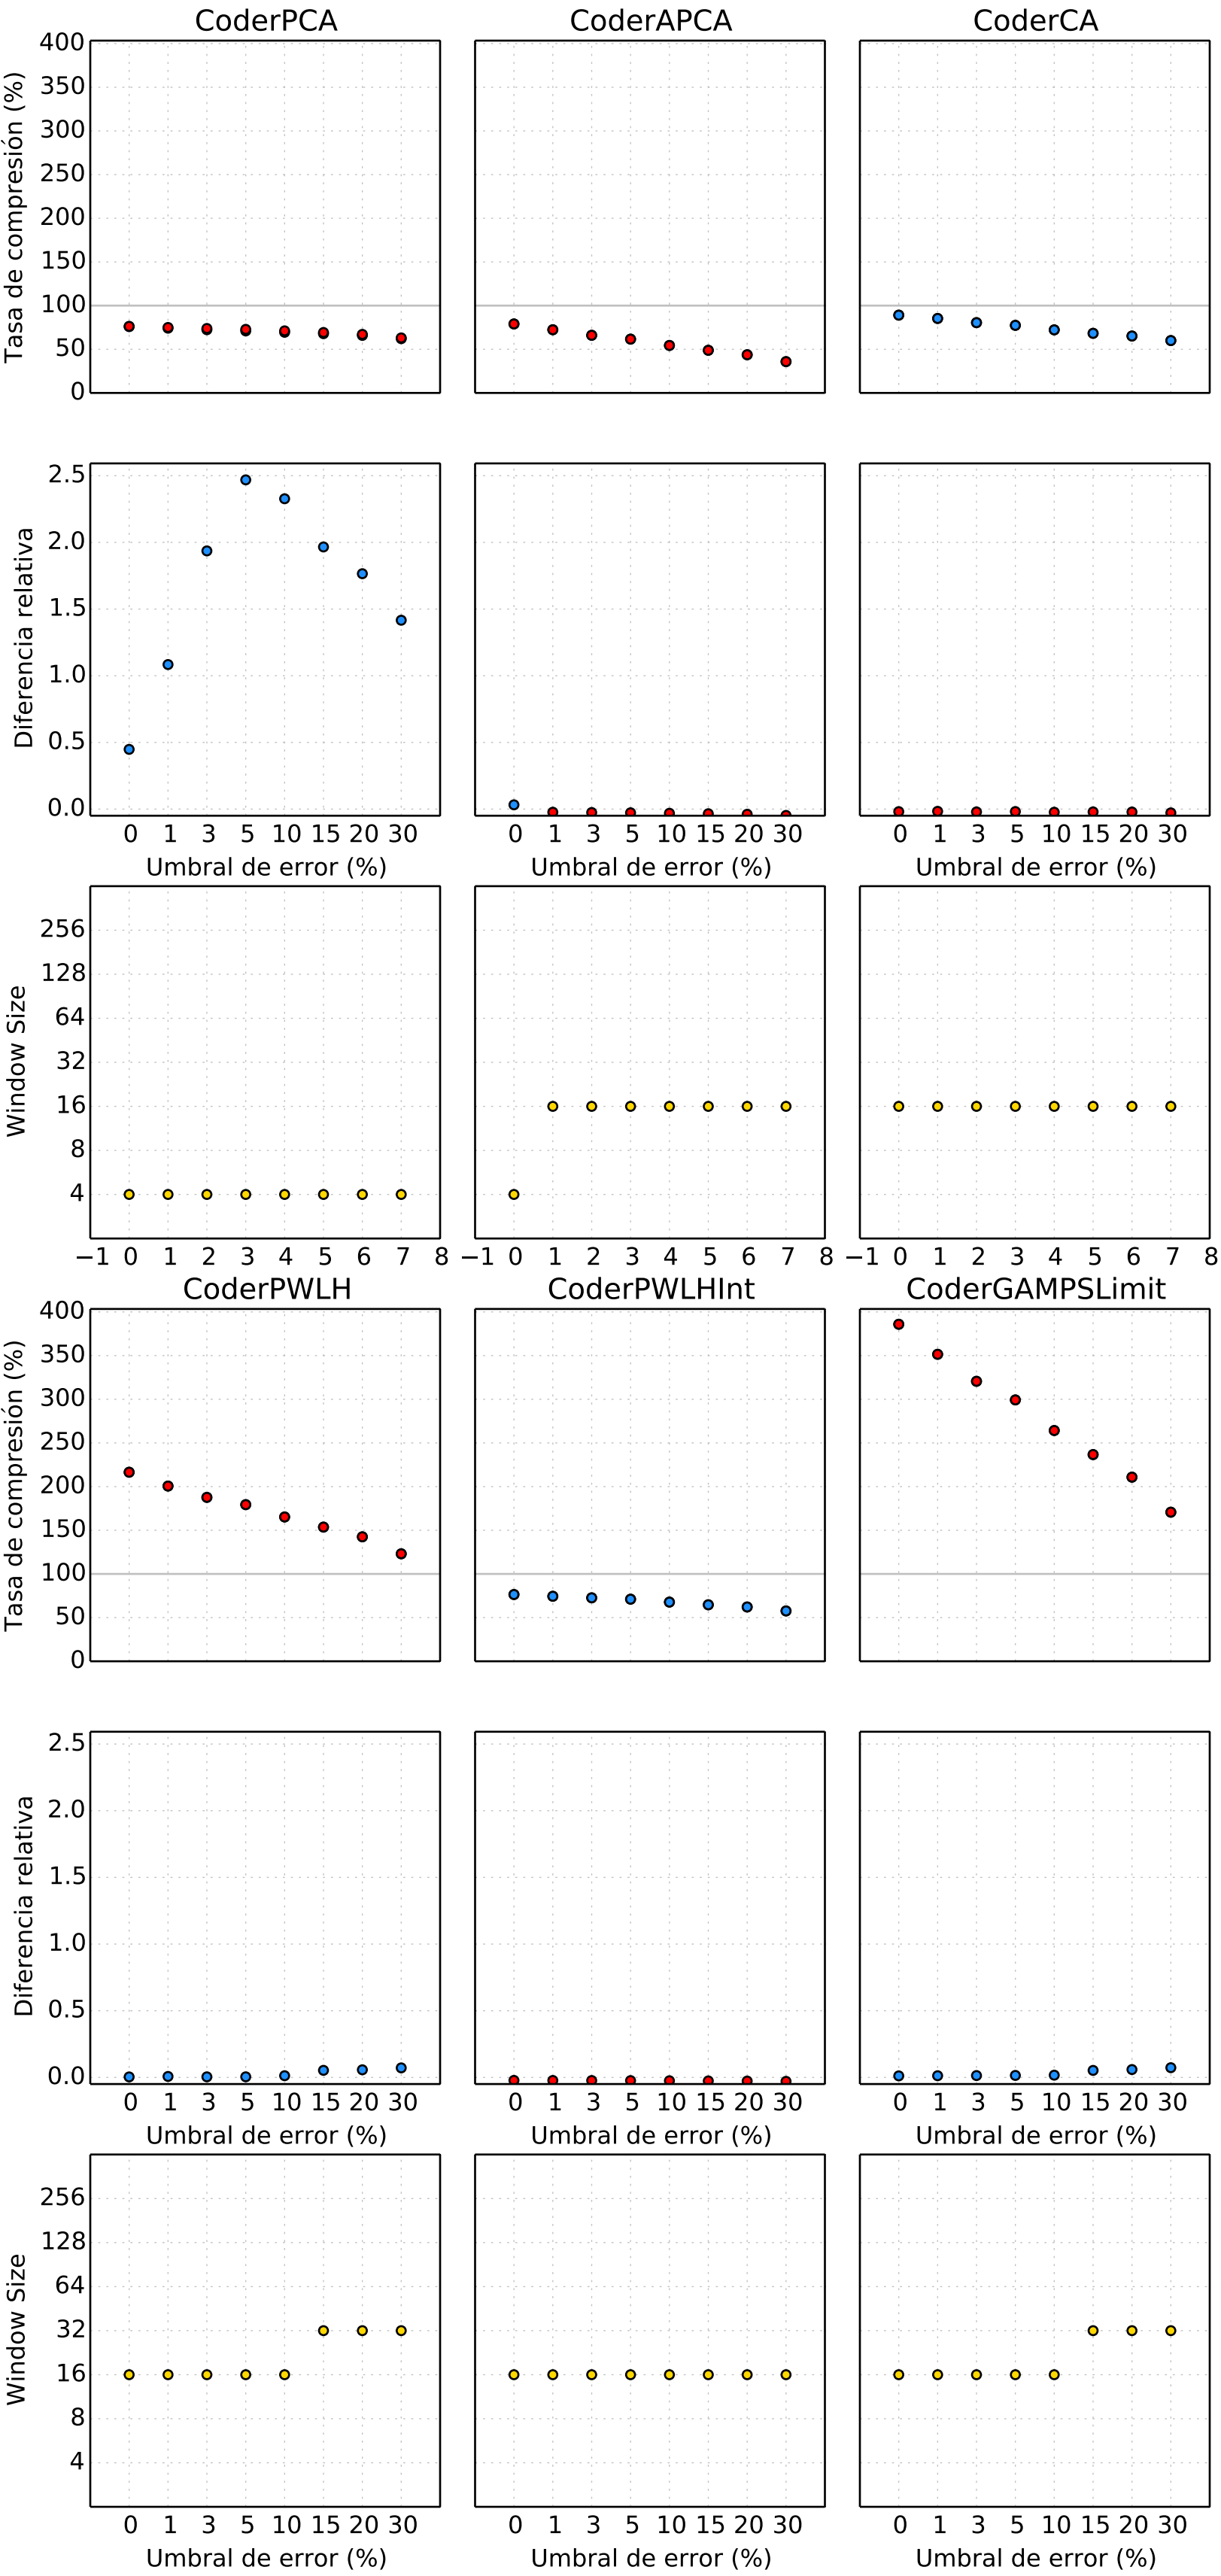 CoderPCA CoderAPCA CoderCA
Tasa de compresión (%)
400
350
300
250
200
150
100
50
0
Diferencia relativa
2.5
2.0
1.5
1.0
0.5
0.0
0 1 3 5 10 15 20 30 0 1 3 5 10 15 20 30 0 1 3 5 10 15 20 30
Umbral de error (%) Umbral de error (%) Umbral de error (%)
Window Size
256
128
64
32
16
8
4
−1 0 1 2 3 4 5 6 7 8 −1 0 1 2 3 4 5 6 7 8 −1 0 1 2 3 4 5 6 7 8
CoderPWLH CoderPWLHInt CoderGAMPSLimit
Tasa de compresión (%)
400
350
300
250
200
150
100
50
0
Diferencia relativa
2.5
2.0
1.5
1.0
0.5
0.0
0 1 3 5 10 15 20 30 0 1 3 5 10 15 20 30 0 1 3 5 10 15 20 30
Umbral de error (%) Umbral de error (%) Umbral de error (%)
Window Size
256
128
64
32
16
8
4
0 1 3 5 10 15 20 30 0 1 3 5 10 15 20 30 0 1 3 5 10 15 20 30
Umbral de error (%) Umbral de error (%) Umbral de error (%)